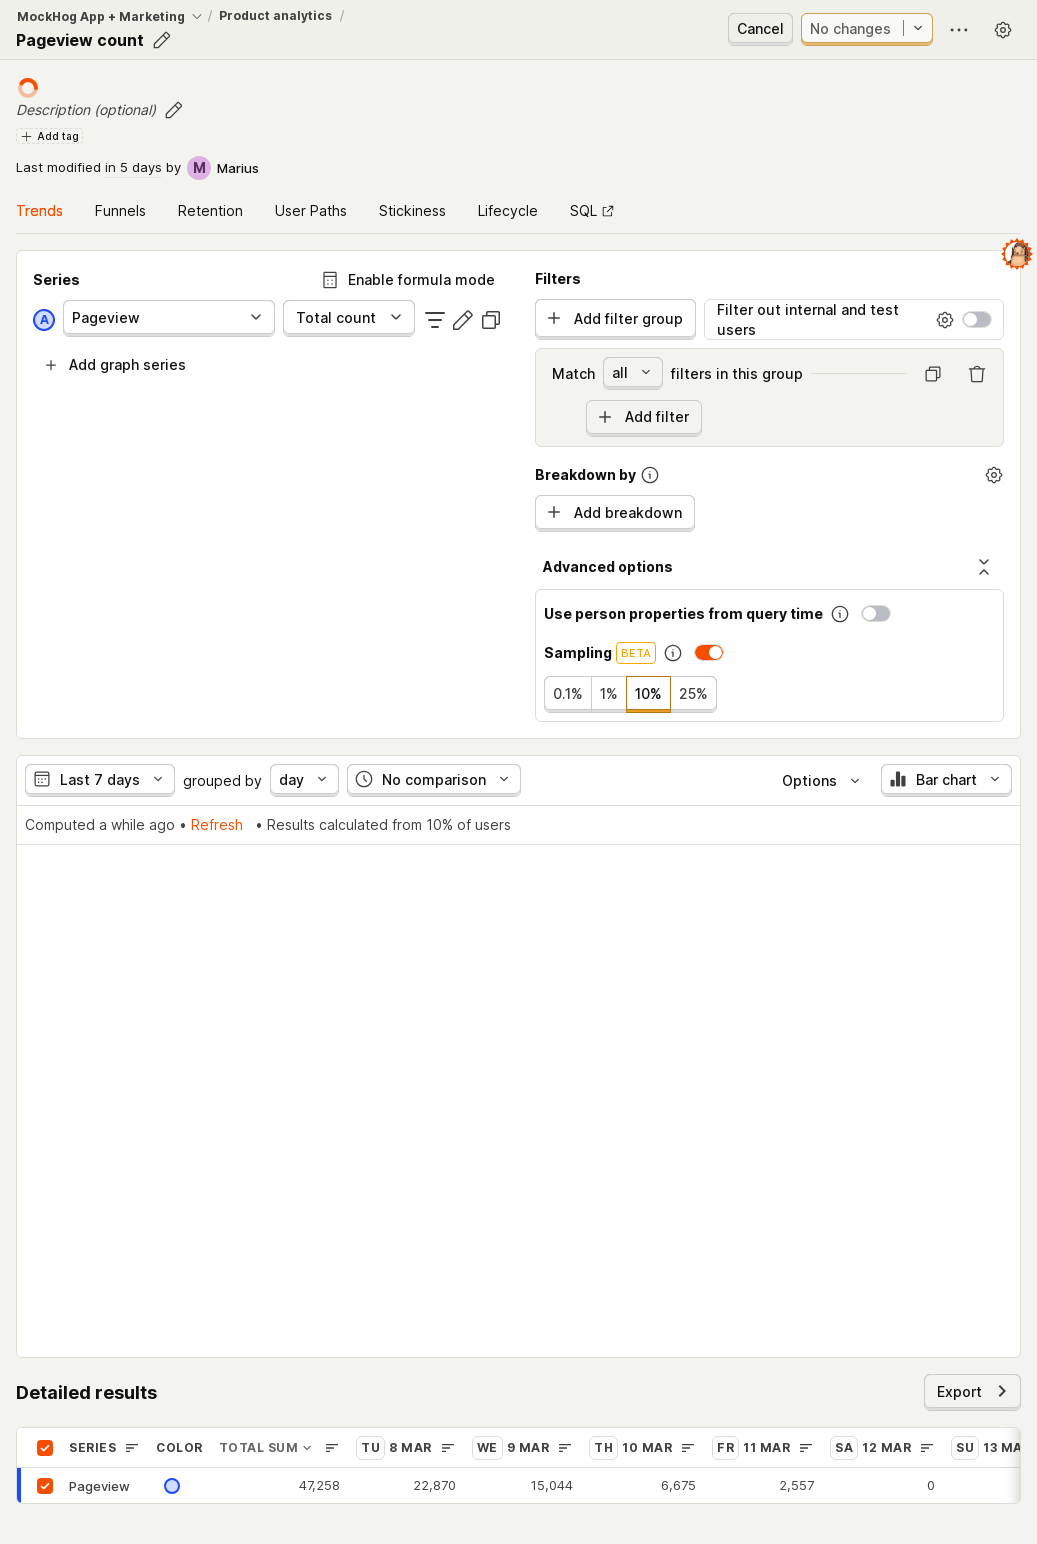 MockHog App + Marketing / Product analytics /
Pageview count
Cancel
No changes
Description (optional)
Add tag
Last modified in 5 days by M Marius
Trends Funnels Retention User Paths Stickiness Lifecycle SQL
Series
Enable formula mode
A Pageview Total count
Add graph series
Filters
Add filter group
Filter out internal and test
users
Match all filters in this group
Add filter
Breakdown by
Add breakdown
Advanced options
Use person properties from query time
Sampling BETA
0.1% 1% 10% 25%
Last 7 days grouped by day No comparison Options Bar chart
Computed a while ago • Refresh • Results calculated from 10% of users
Detailed results
Export
SERIES COLOR TOTAL SUM TU 8 MAR WE 9 MAR TH 10 MAR FR 11 MAR SA 12 MAR SU 13 MA
Pageview 47,258 22,870 15,044 6,675 2,557 0